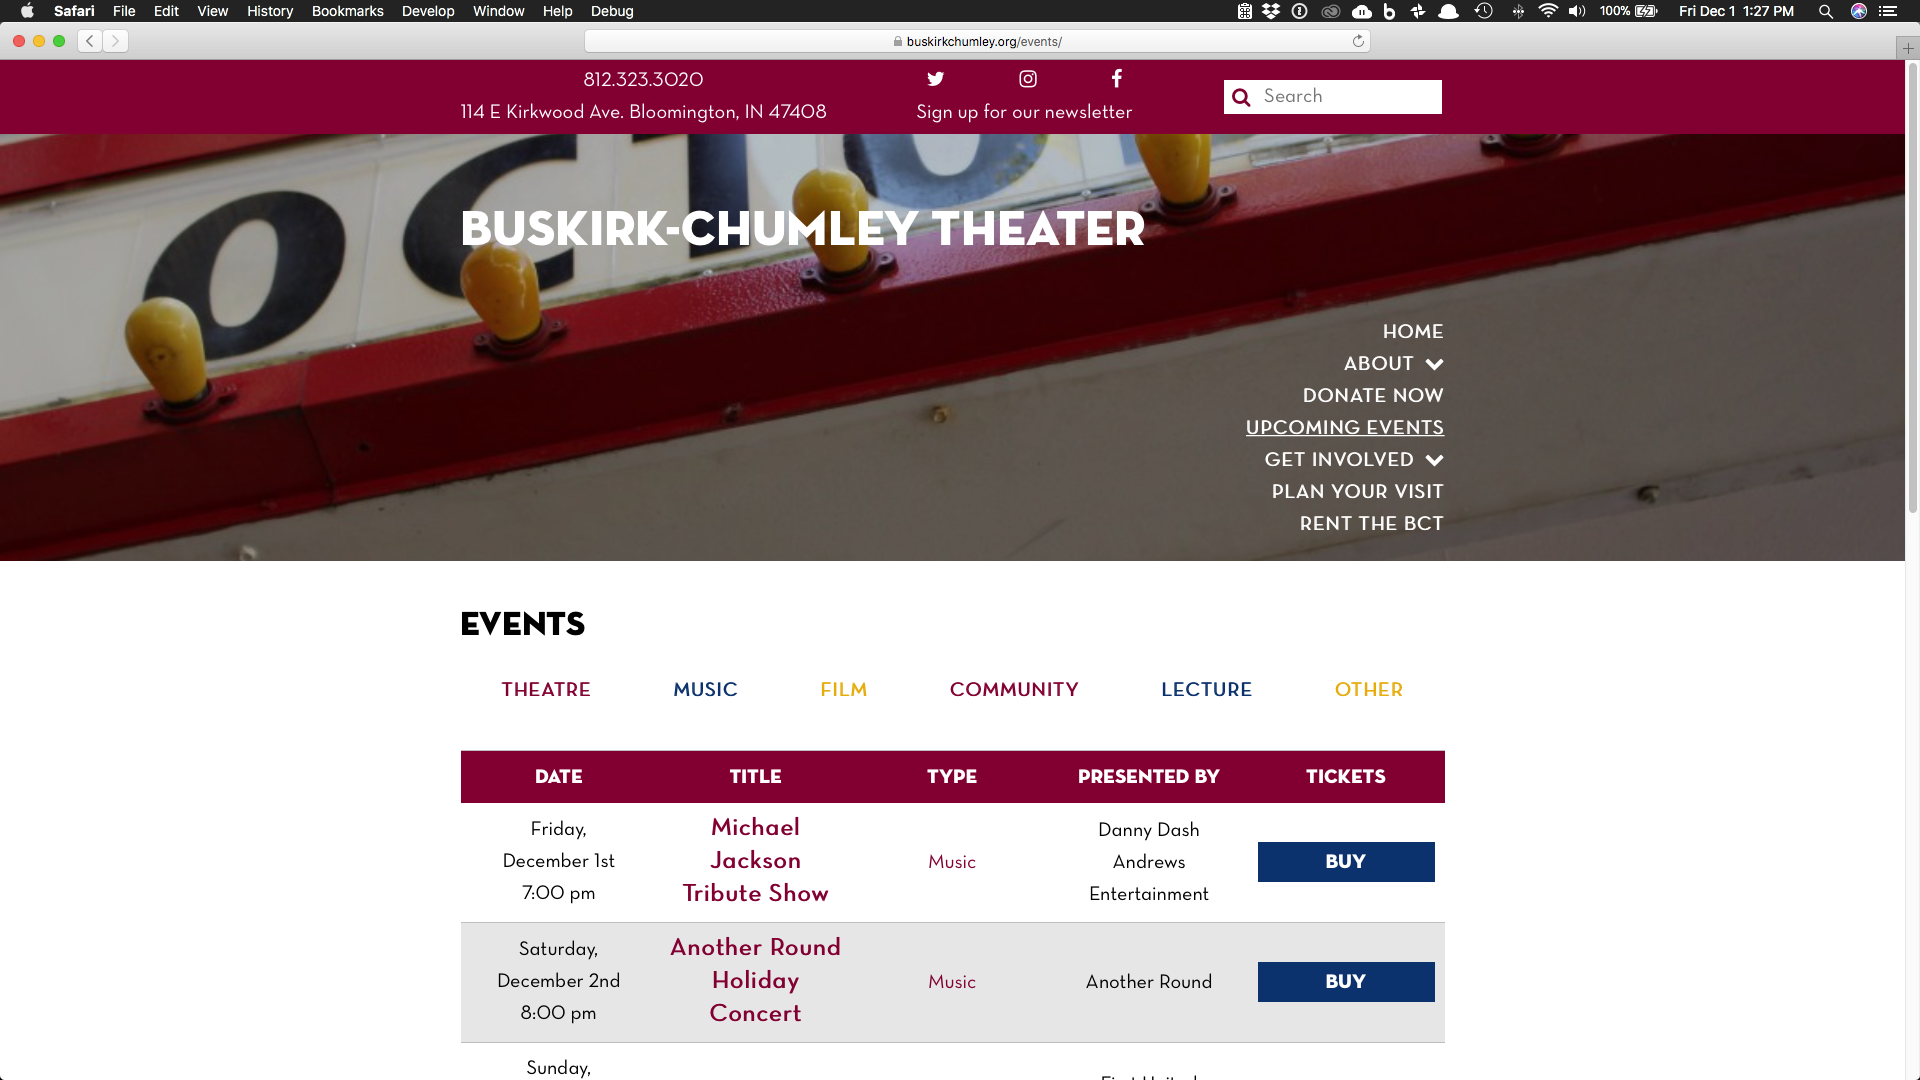 Safari File Edit View History Bookmarks Develop Window Help Debug 100% Fri Dec 1 1:27 PM
buskirkchumley.org/events/
812.323.3020
114 E Kirkwood Ave. Bloomington, IN 47408
Sign up for our newsletter
Search
BUSKIRK-CHUMLEY THEATER
HOME
ABOUT
DONATE NOW
UPCOMING EVENTS
GET INVOLVED
PLAN YOUR VISIT
RENT THE BCT
EVENTS
THEATRE MUSIC FILM COMMUNITY LECTURE OTHER
DATE TITLE TYPE PRESENTED BY TICKETS
Friday,
December 1st
7:00 pm
Michael
Jackson
Tribute Show
Music
Danny Dash
Andrews
Entertainment
BUY
Saturday,
December 2nd
8:00 pm
Another Round
Holiday
Concert
Music
Another Round
BUY
Sunday,